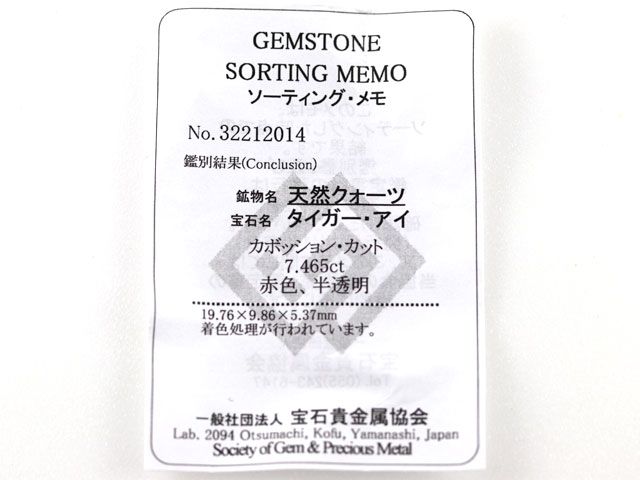 GEMSTONE
SORTING MEMO
ソーティング・メモ
No. 32212014
鑑別結果(Conclusion)
鉱物名 天然クォーツ
宝石名 タイガー・アイ
カボッション・カット
7.465ct
赤色、半透明
19.76×9.86×5.37mm
着色処理が行われています。
一般社団法人 宝石貴金属協会
Lab. 2094 Otsumachi, Kofu, Yamanashi, Japan
Society of Gem & Precious Metal